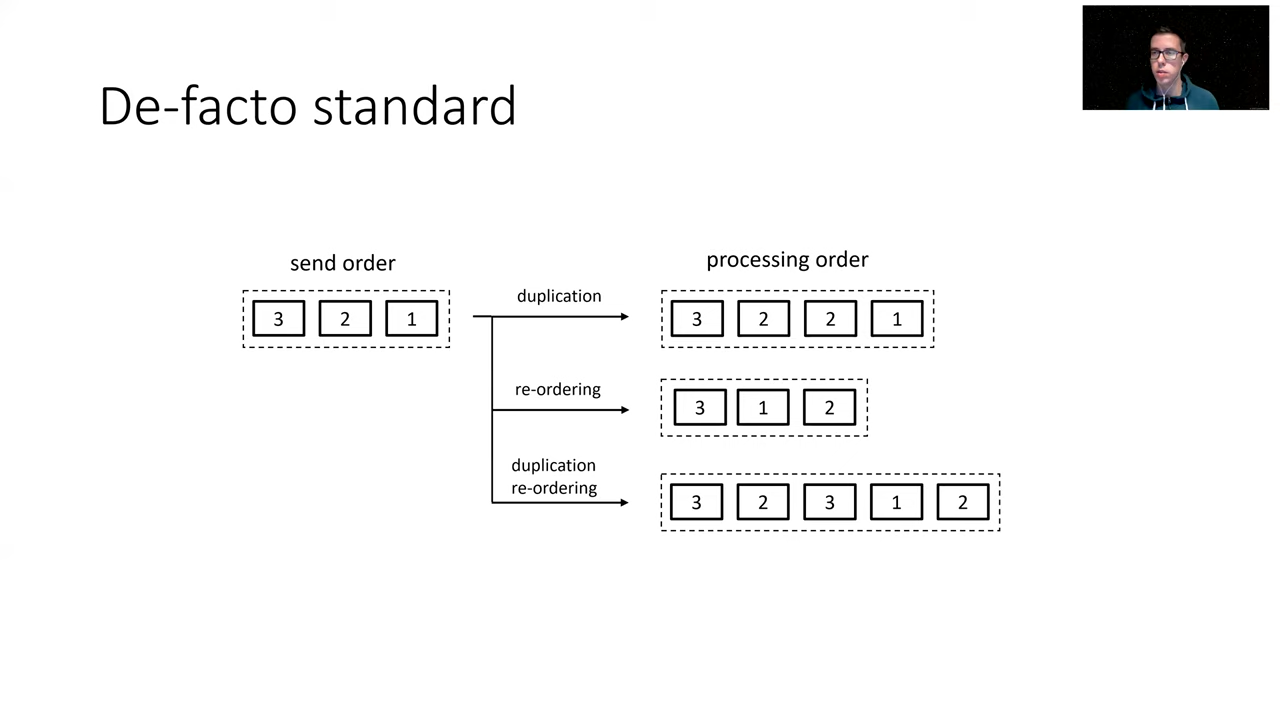 De-facto standard
send order
processing order
3 2 1
duplication
3 2 2 1
re-ordering
3 1 2
duplication
re-ordering
3 2 3 1 2